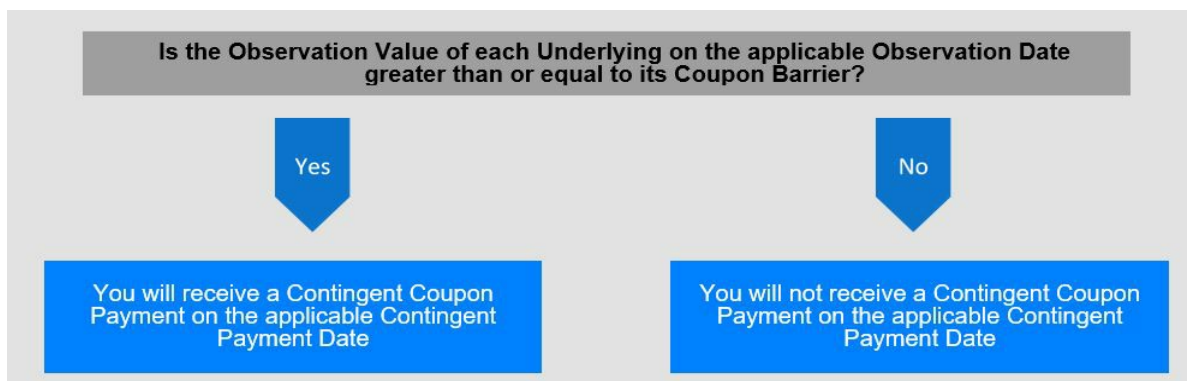 Is the Observation Value of each Underlying on the applicable Observation Date
greater than or equal to its Coupon Barrier?
Yes
No
You will receive a Contingent Coupon
Payment on the applicable Contingent
Payment Date
You will not receive a Contingent Coupon
Payment on the applicable Contingent
Payment Date